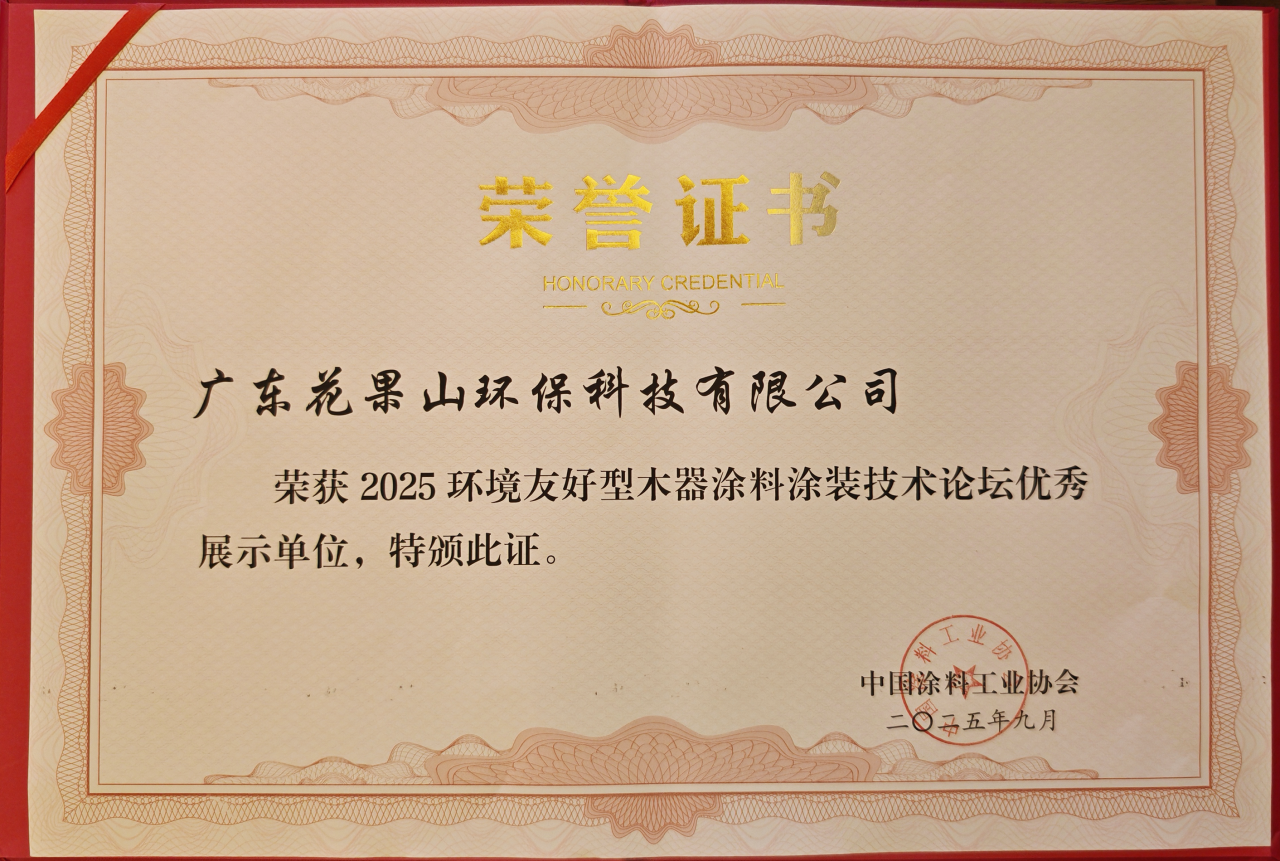 荣誉证书
HONORARY CREDENTIAL
广东花果山环保科技有限公司
荣获 2025 环境友好型木器涂料涂装技术论坛优秀
展示单位，特颁此证。
中国涂料工业协会
二〇二五年九月